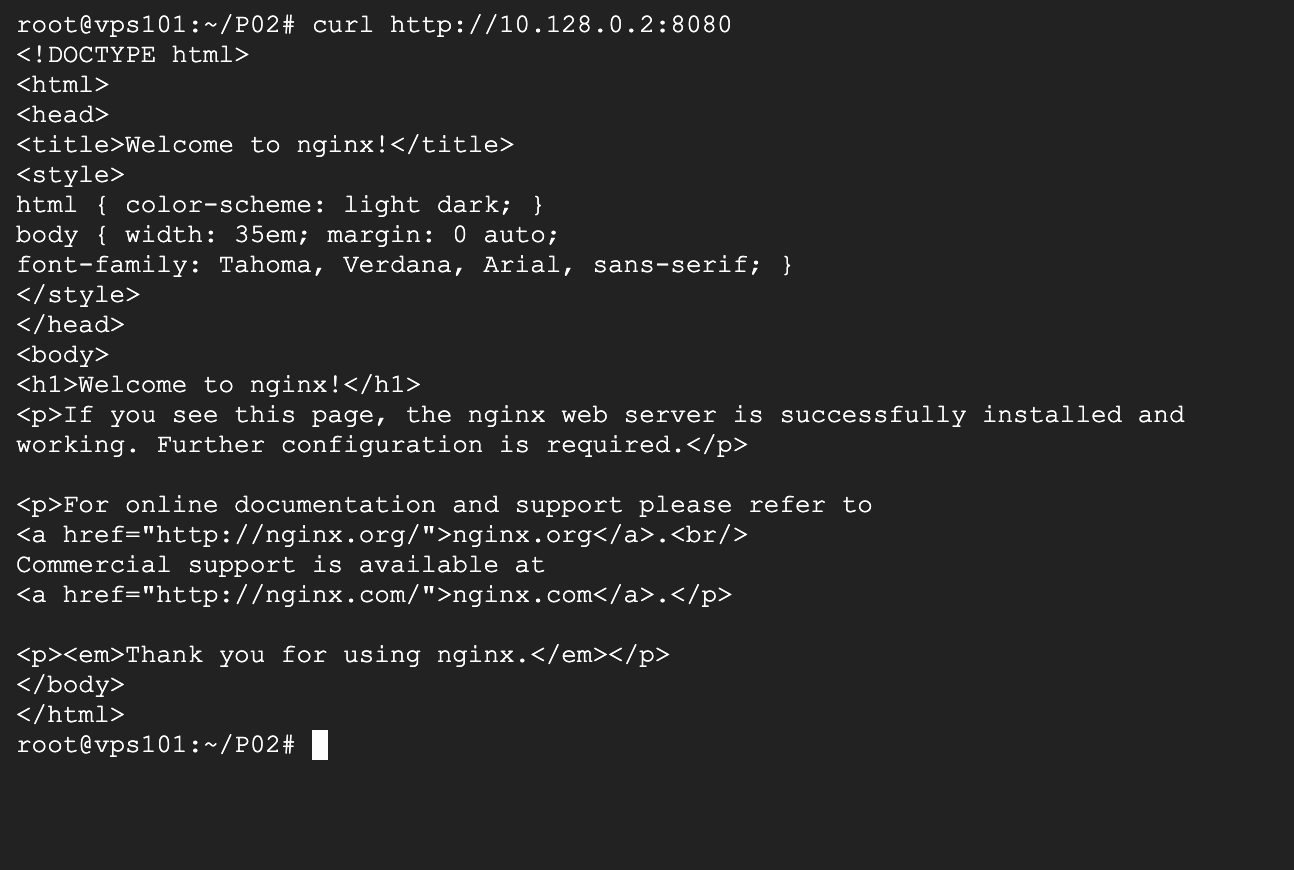 root@vps101:~/P02# curl http://10.128.0.2:8080
<!DOCTYPE html>
<html>
<head>
<title>Welcome to nginx!</title>
<style>
html { color-scheme: light dark; }
body { width: 35em; margin: 0 auto;
font-family: Tahoma, Verdana, Arial, sans-serif; }
</style>
</head>
<body>
<h1>Welcome to nginx!</h1>
<p>If you see this page, the nginx web server is successfully installed and
working. Further configuration is required.</p>

<p>For online documentation and support please refer to
<a href="http://nginx.org/">nginx.org</a>.<br/>
Commercial support is available at
<a href="http://nginx.com/">nginx.com</a>.</p>

<p><em>Thank you for using nginx.</em></p>
</body>
</html>
root@vps101:~/P02#